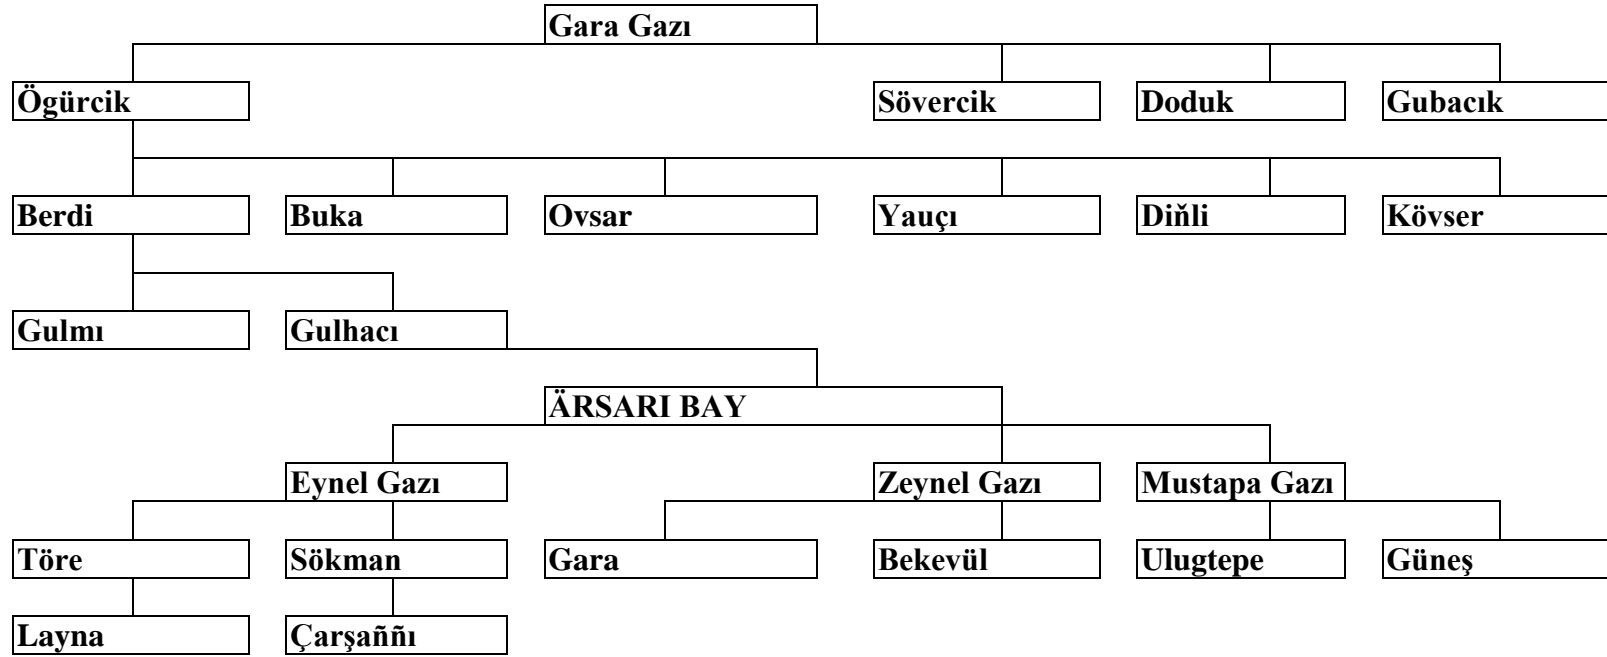 Gara Gazı
Ögürcik Sövercik Doduk Gubacık
Berdi Buka Ovsar Yauçı Diňli Kövser
Gulmı Gulhacı
ÄRSARI BAY
Eynel Gazı Zeynel Gazı Mustapa Gazı
Töre Sökman Gara Bekevül Ulugtepe Güneş
Layna Çarşaññı